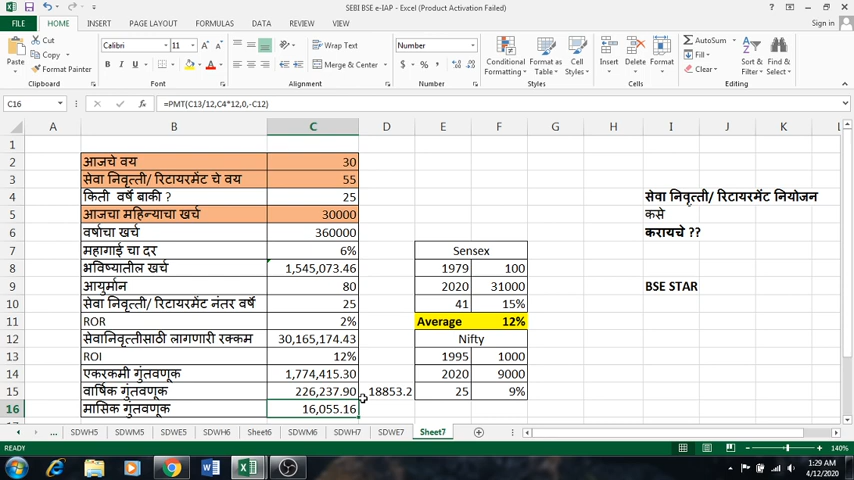 SEBI BSE e-IAP - Excel (Product Activation Failed)
FILE HOME INSERT PAGE LAYOUT FORMULAS DATA REVIEW VIEW Sign in
Cut
Copy
Format Painter
Paste
Calibri 11
B I U
Wrap Text
Merge & Center
Number
% ,
Conditional Formatting
Format as Table
Cell Styles
Insert Delete Format
AutoSum
Fill
Clear
Sort & Filter
Find & Select
Clipboard Font Alignment Number Styles Cells Editing
C16 fx =PMT(C13/12,C4*12,0,-C12)
A B C D E F G H I J K L
1
2 आजचे वय 30
3 सेवा निवृत्ती/ रिटायरमेंट चे वय 55
4 किती वर्षे बाकी ? 25 सेवा निवृत्ती/ रिटायरमेंट नियोजन
5 आजचा महिन्याचा खर्च 30000 कसे
6 वर्षाचा खर्च 360000 करायचे ??
7 महागाई चा दर 6% Sensex
8 भविष्यातील खर्च 1,545,073.46 1979 100
9 आयुर्मान 80 2020 31000 BSE STAR
10 सेवा निवृत्ती/ रिटायरमेंट नंतर वर्षे 25 41 15%
11 ROR 2% Average 12%
12 सेवानिवृत्तीसाठी लागणारी रक्कम 30,165,174.43 Nifty
13 ROI 12% 1995 1000
14 एकरकमी गुंतवणूक 1,774,415.30 2020 9000
15 वार्षिक गुंतवणूक 226,237.90 18853.2 25 9%
16 मासिक गुंतवणूक 16,055.16
... SDWH5 SDWM5 SDWE5 SDWH6 Sheet6 SDWM6 SDWH7 SDWE7 Sheet7
READY 140%
1:29 AM
4/12/2020